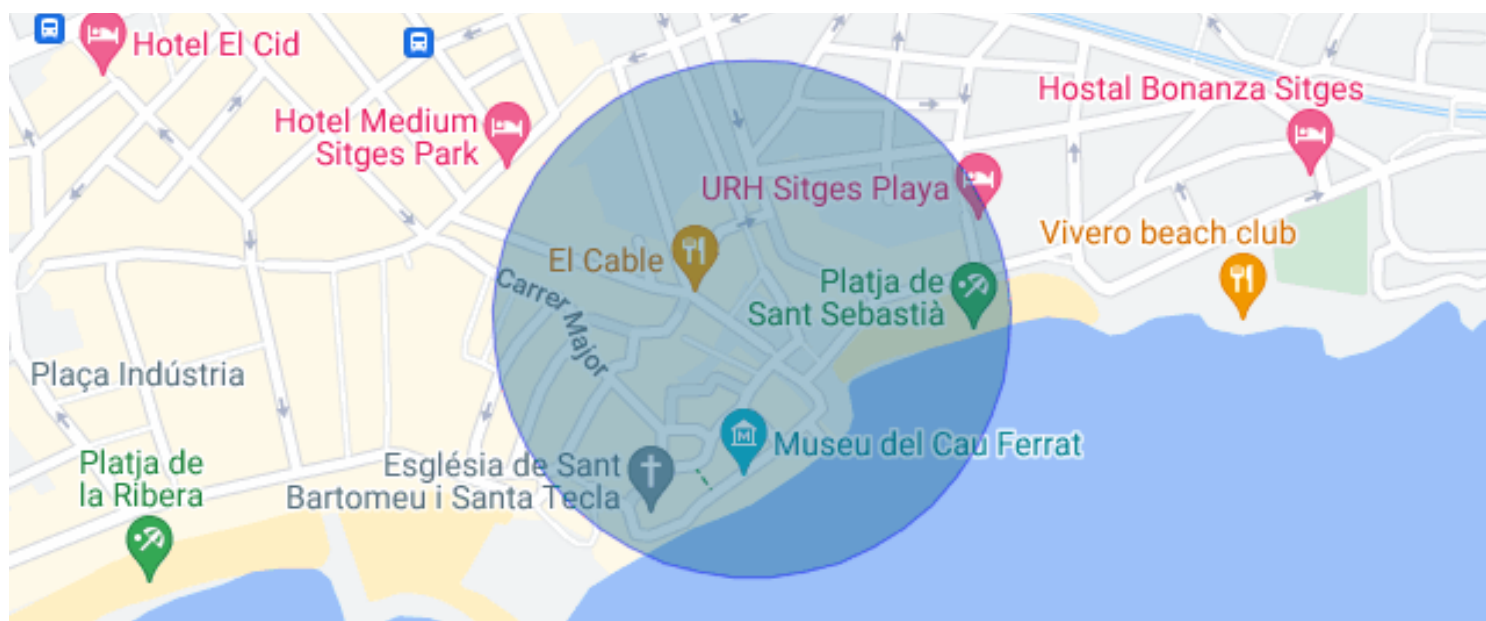 Hotel El Cid
Hotel Medium
Sitges Park
Hostal Bonanza Sitges
URH Sitges Playa
Vivero beach club
El Cable
Platja de
Sant Sebastià
Carrer Major
Plaça Indústria
Museu del Cau Ferrat
Platja de
la Ribera
Església de Sant
Bartomeu i Santa Tecla
M